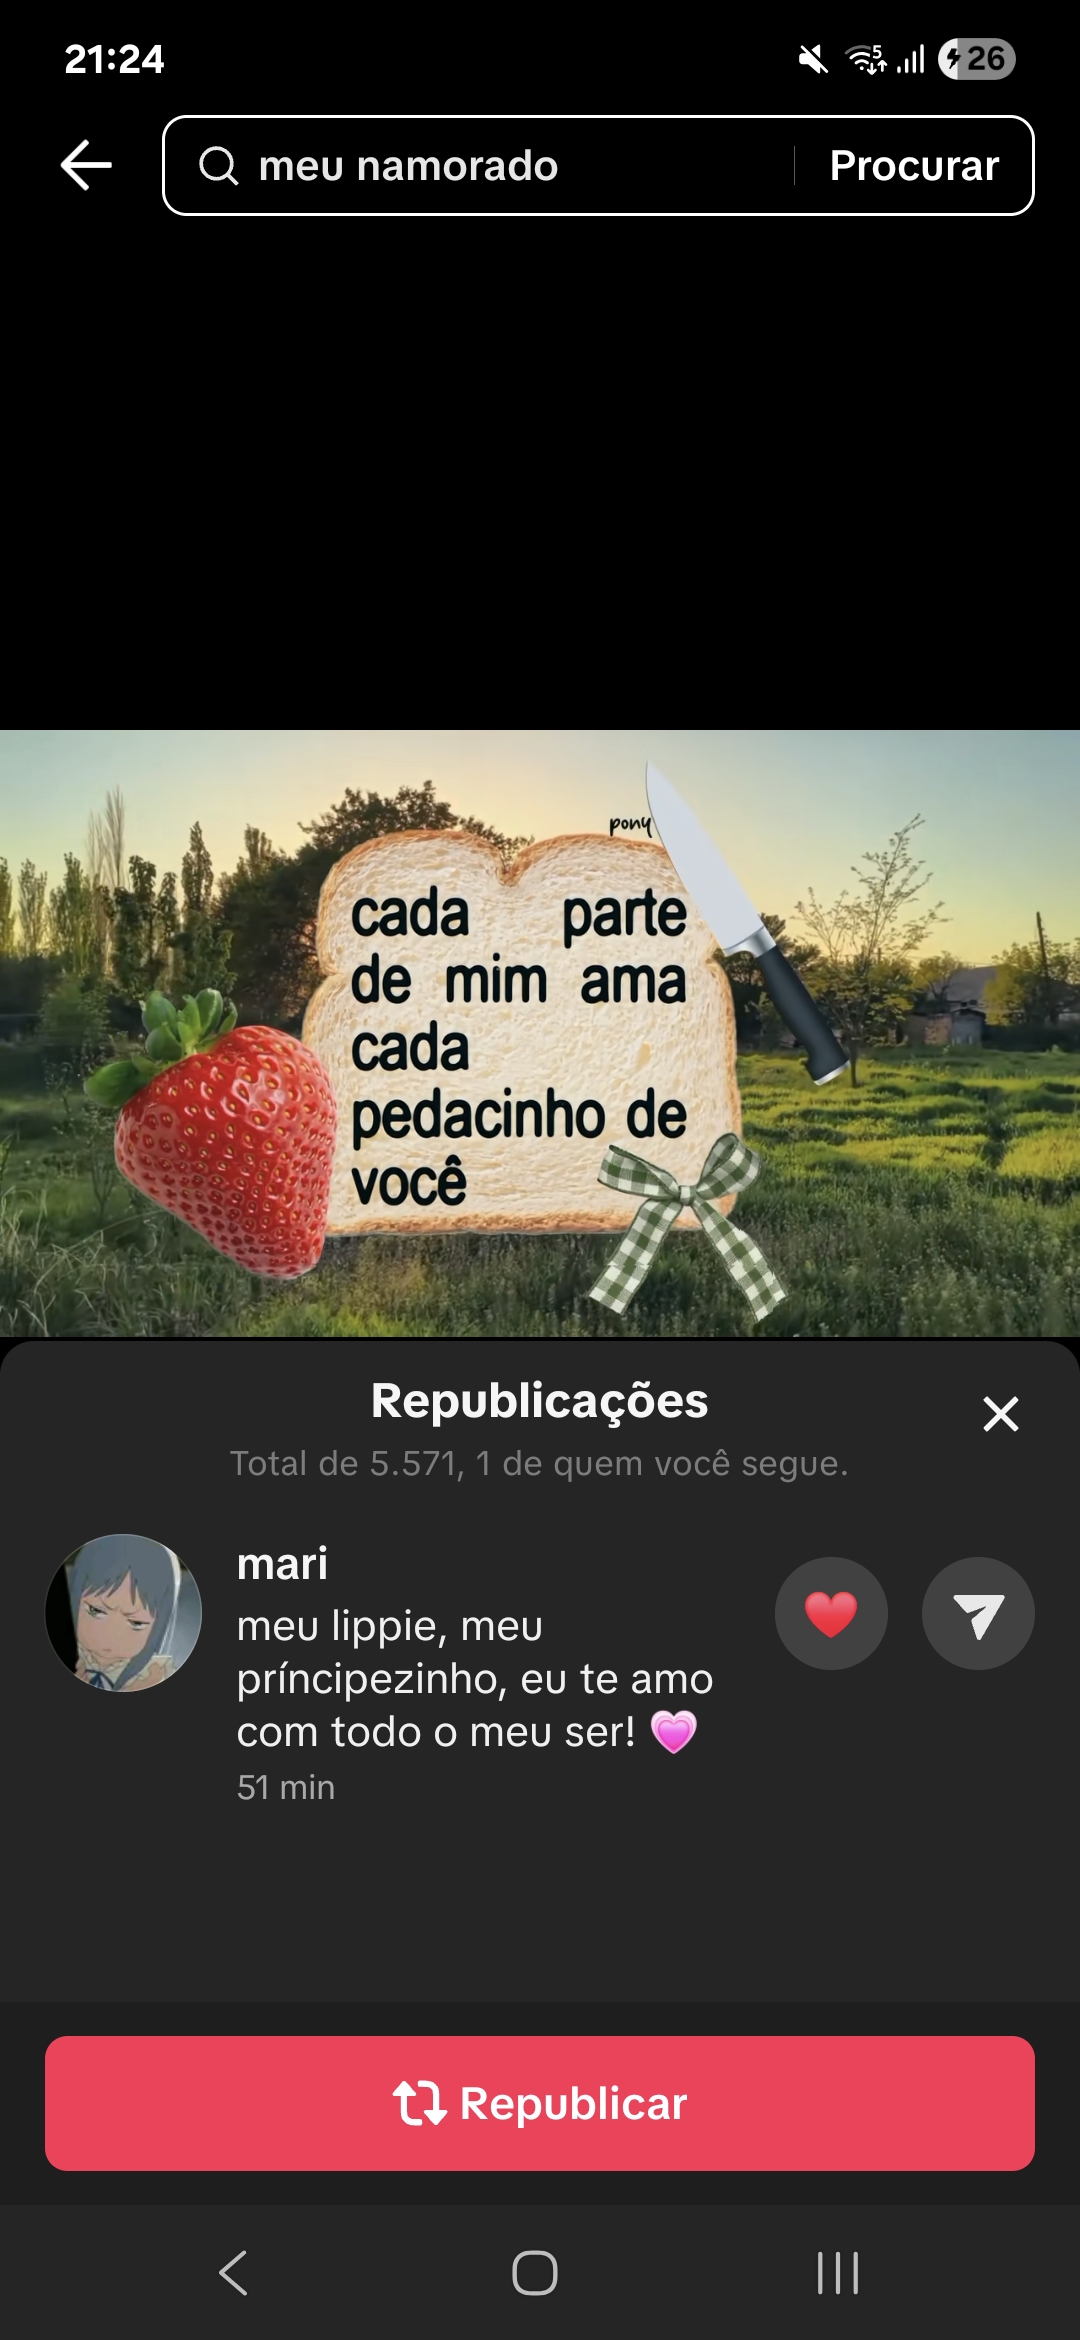 21:24
5
26
meu namorado
Procurar
pony
cada parte
de mim ama
cada
pedacinho de
você
Republicações
Total de 5.571, 1 de quem você segue.
mari
meu lippie, meu
príncipezinho, eu te amo
com todo o meu ser! 💗
51 min
Republicar